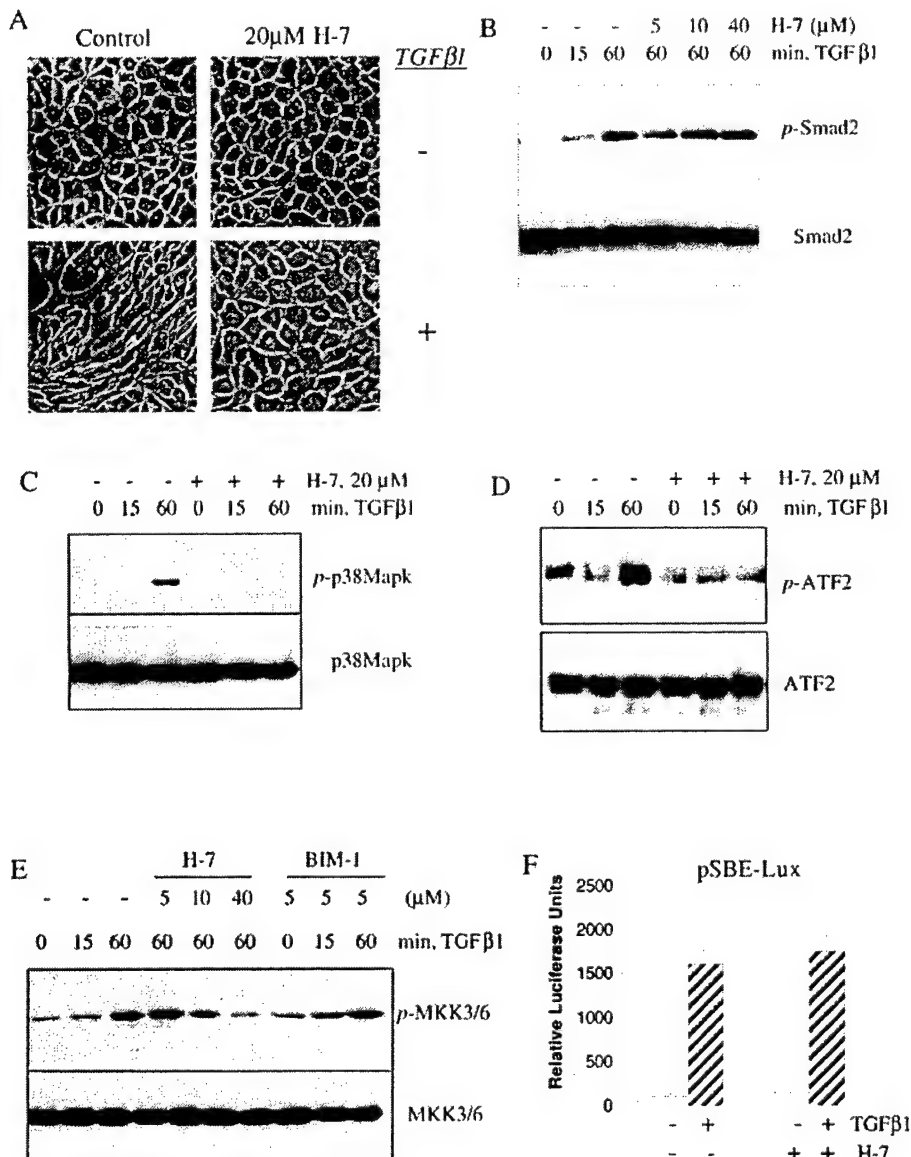 A
Control 20μM H-7
TGFβ1
-
+
B
- - - 5 10 40 H-7 (μM)
0 15 60 60 60 60 min, TGFβ1
p-Smad2
Smad2
C
- - - + + + H-7, 20 μM
0 15 60 0 15 60 min, TGFβ1
p-p38Mapk
p38Mapk
D
- - - + + + H-7, 20 μM
0 15 60 0 15 60 min, TGFβ1
p-ATF2
ATF2
E
H-7 BIM-1
- - - 5 10 40 5 5 5 (μM)
0 15 60 60 60 60 0 15 60 min, TGFβ1
p-MKK3/6
MKK3/6
F
pSBE-Lux
Relative Luciferase Units
2500
2000
1500
1000
500
0
- + - + TGFβ1
- - + + H-7